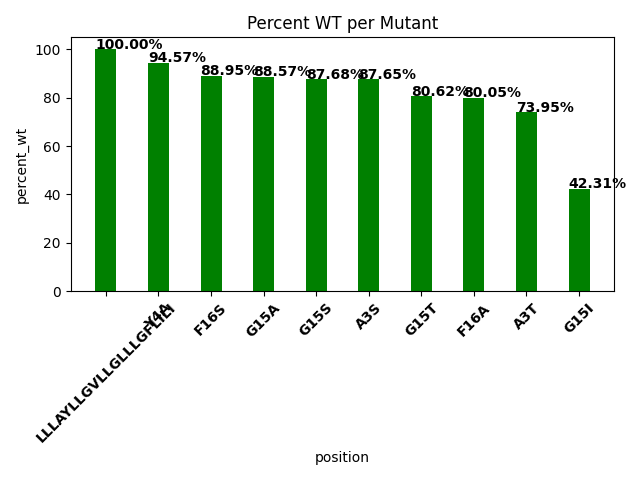 Percent WT per Mutant
100.00%
94.57%
88.95%
88.57%
87.68%
87.65%
80.62%
80.05%
73.95%
42.31%
100
80
60
40
20
0
percent_wt
LLLAYLLGVLLGLLLGFLILI
Y4A
F16S
G15A
G15S
A3S
G15T
F16A
A3T
G15I
position